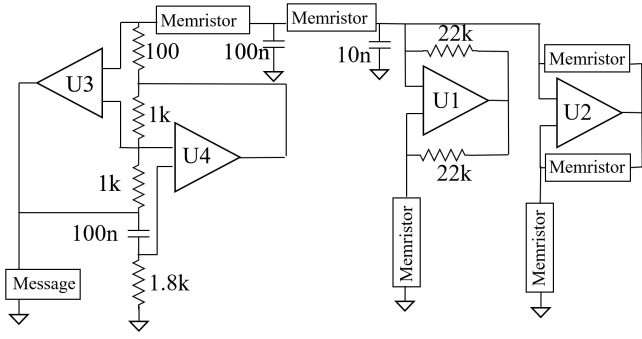 Memristor
Memristor
100
100n
10n
22k
U3
Memristor
1k
U1
U2
U4
22k
Memristor
1k
100n
Memristor
Memristor
Message
1.8k